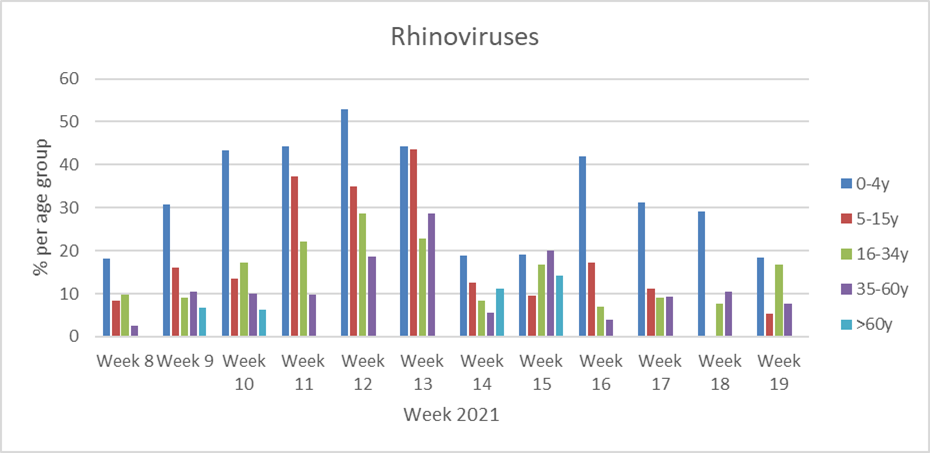 Rhinoviruses
60
50
40
30
20
10
0
% per age group
Week 8 Week 9 Week Week Week Week Week Week Week Week Week Week
10 11 12 13 14 15 16 17 18 19
Week 2021
0-4y
5-15y
16-34y
35-60y
>60y